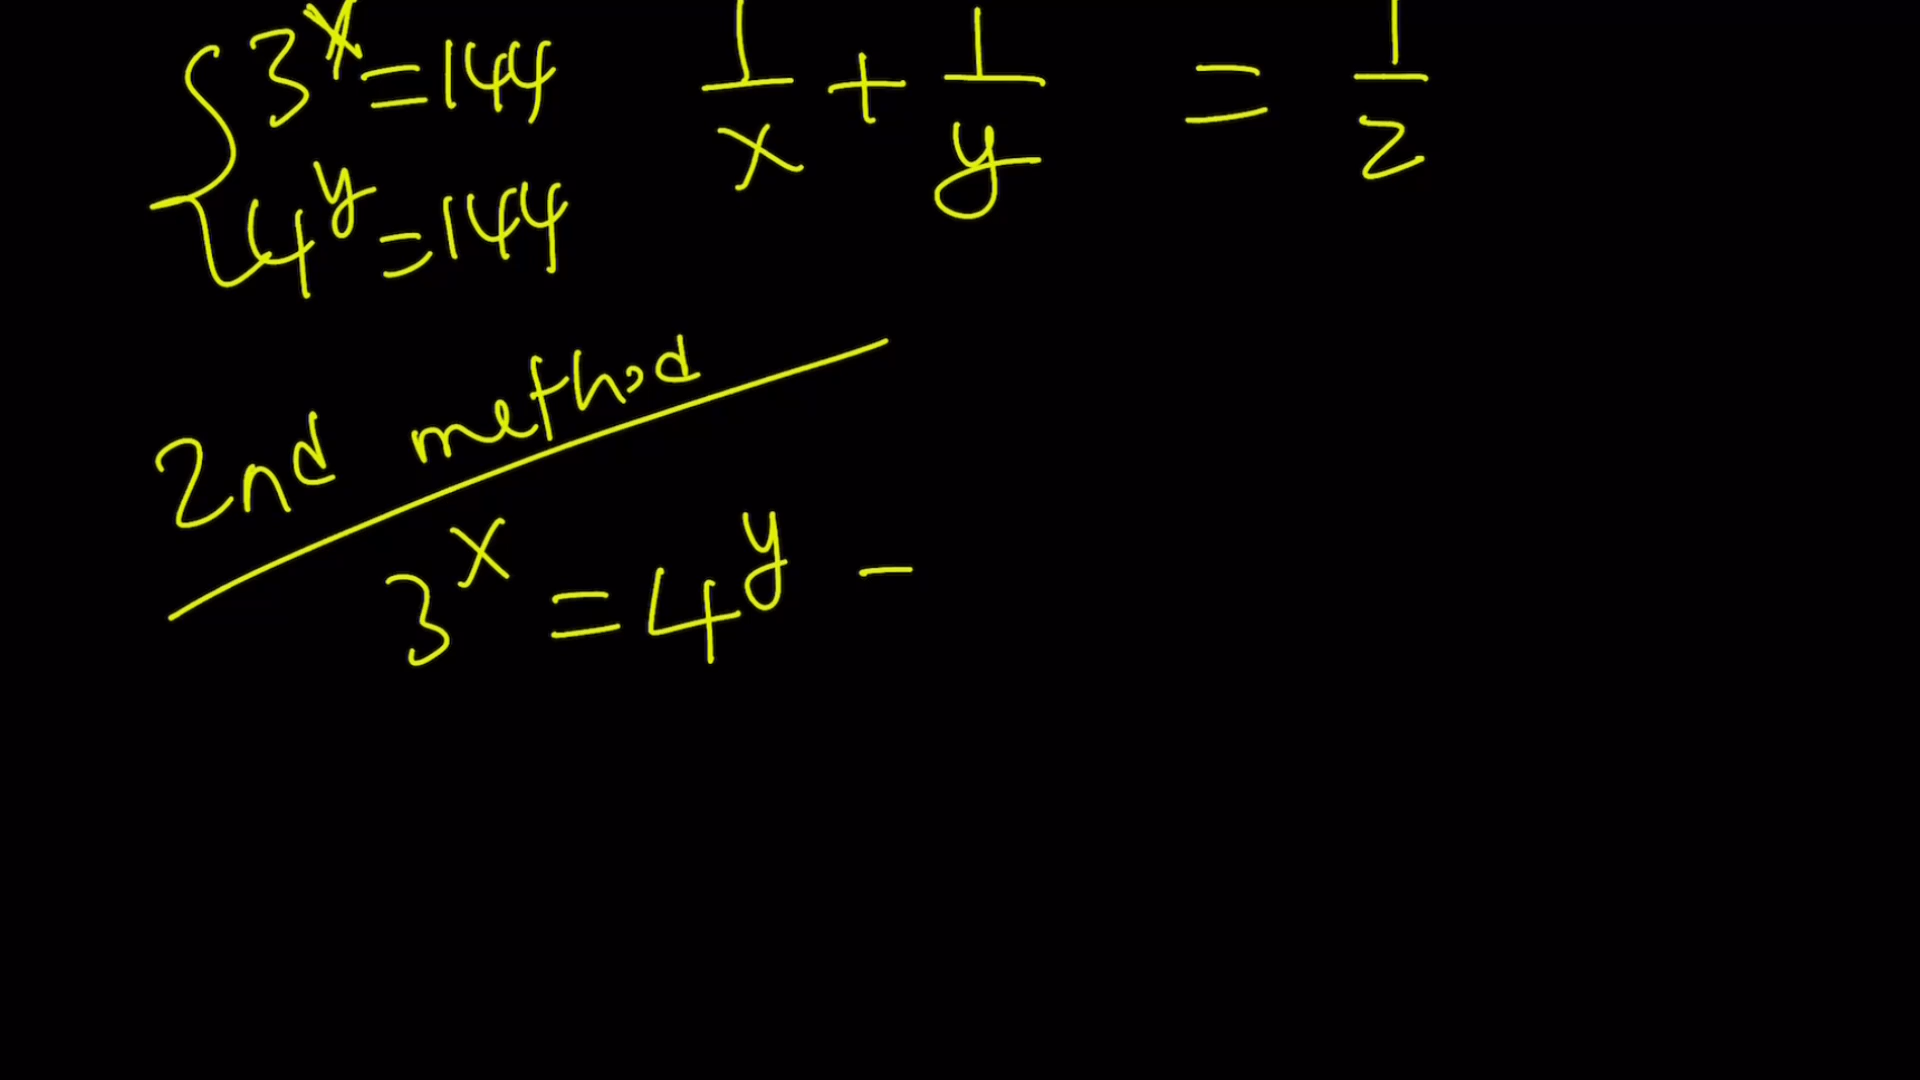 3^x = 144
1/x + 1/y = 1/2
4^y = 144
2nd method
3^x = 4^y -